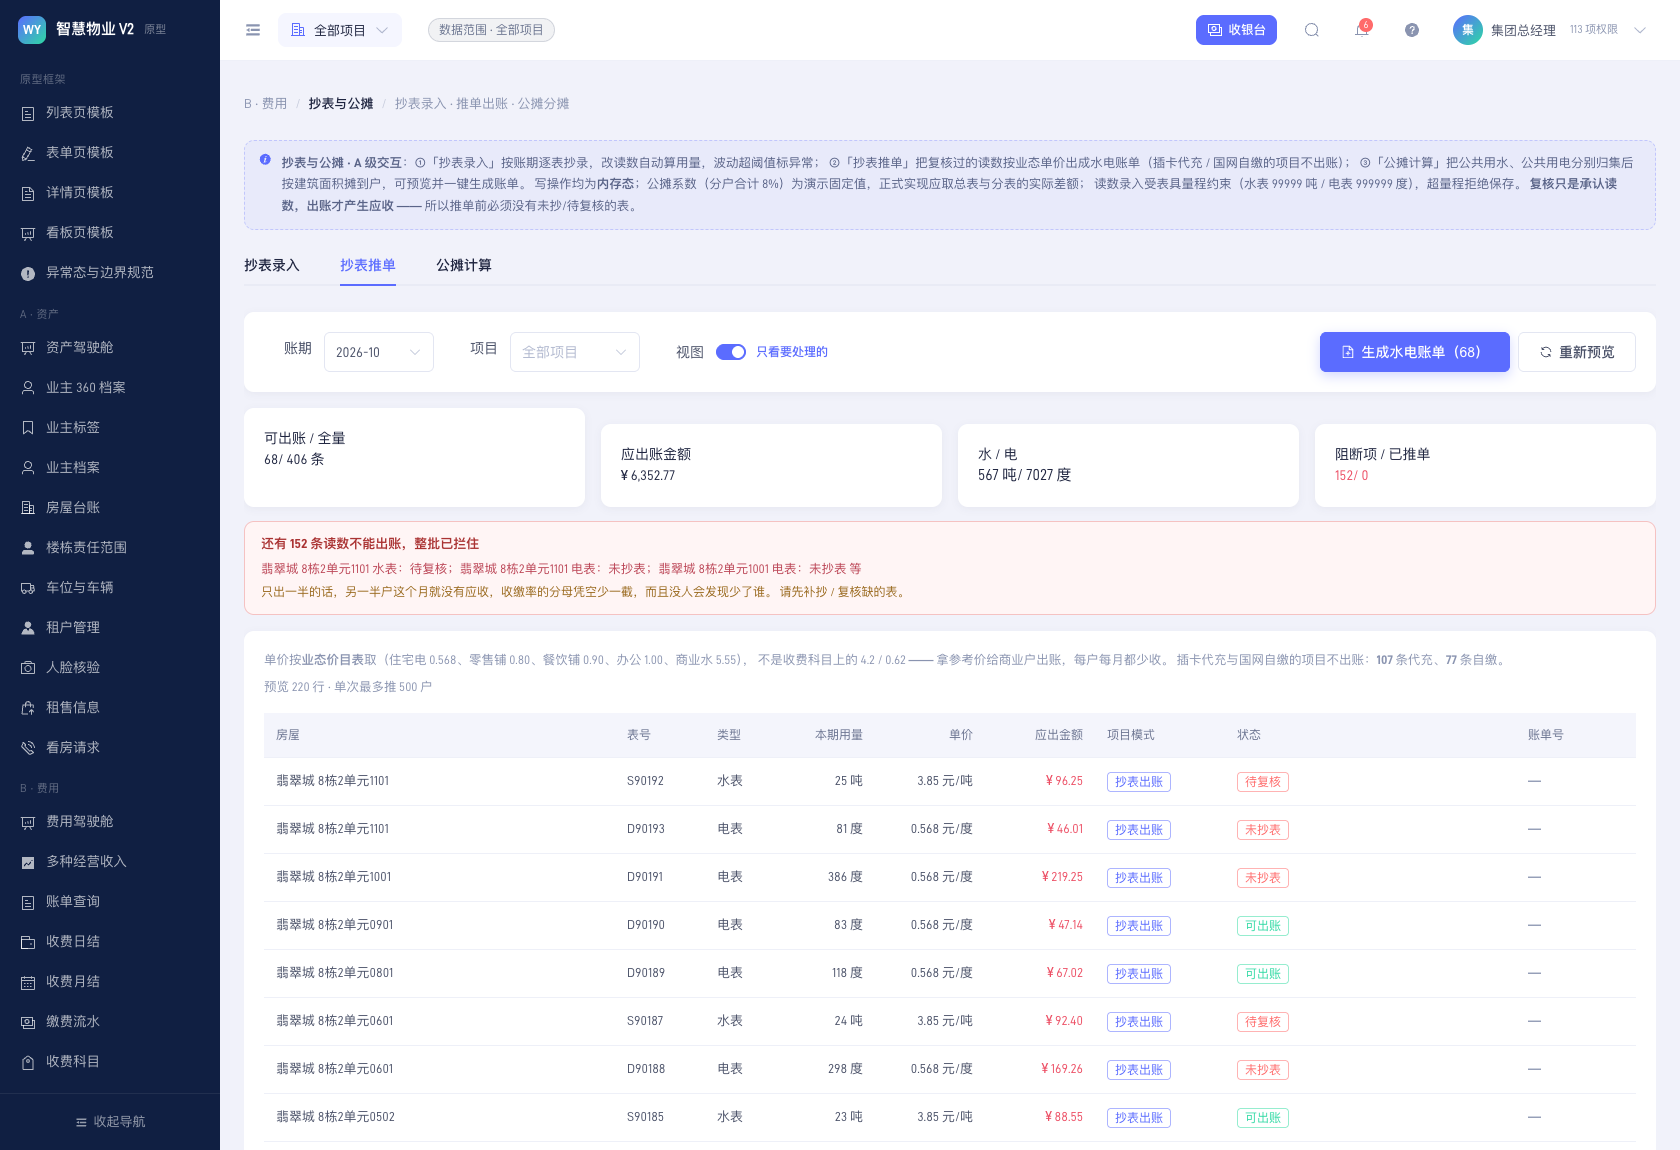 WY 智慧物业 V2 原型
原型框架
列表页模板
表单页模板
详情页模板
看板页模板
异常态与边界规范
A · 资产
资产驾驶舱
业主 360 档案
业主标签
业主档案
房屋台账
楼栋责任范围
车位与车辆
租户管理
人脸核验
租售信息
看房请求
B · 费用
费用驾驶舱
多种经营收入
账单查询
收费日结
收费月结
缴费流水
收费科目
收起导航
全部项目
数据范围 · 全部项目
收银台
6
集 集团总经理 113 项权限
B · 费用 / 抄表与公摊 / 抄表录入 · 推单出账 · 公摊分摊
抄表与公摊 · A 级交互：①「抄表录入」按账期逐表抄录，改读数自动算用量，波动超阈值标异常；②「抄表推单」把复核过的读数按业态单价出成水电账单（插卡代充 / 国网自缴的项目不出账）；③「公摊计算」把公共用水、公共用电分别归集后
按建筑面积摊到户，可预览并一键生成账单。 写操作均为内存态；公摊系数（分户合计 8%）为演示固定值，正式实现应取总表与分表的实际差额； 读数录入受表具量程约束（水表 99999 吨 / 电表 999999 度），超量程拒绝保存。 复核只是承认读
数，出账才产生应收 —— 所以推单前必须没有未抄/待复核的表。
抄表录入
抄表推单
公摊计算
账期 2026-10
项目 全部项目
视图 只看要处理的
生成水电账单（68）
重新预览
可出账 / 全量
68/ 406 条
应出账金额
¥ 6,352.77
水 / 电
567 吨/ 7027 度
阻断项 / 已推单
152/ 0
还有 152 条读数不能出账，整批已拦住
翡翠城 8栋2单元1101 水表：待复核；翡翠城 8栋2单元1101 电表：未抄表；翡翠城 8栋2单元1001 电表：未抄表 等
只出一半的话，另一半户这个月就没有应收，收缴率的分母凭空少一截，而且没人会发现少了谁。请先补抄 / 复核缺的表。
单价按业态价目表取（住宅电 0.568、零售铺 0.80、餐饮铺 0.90、办公 1.00、商业水 5.55）， 不是收费科目上的 4.2 / 0.62 —— 拿参考价给商业户出账，每户每月都少收。 插卡代充与国网自缴的项目不出账：107 条代充、77 条自缴。
预览 220 行 · 单次最多推 500 户
房屋 表号 类型 本期用量 单价 应出金额 项目模式 状态 账单号
翡翠城 8栋2单元1101 S90192 水表 25 吨 3.85 元/吨 ¥ 96.25 抄表出账 待复核 —
翡翠城 8栋2单元1101 D90193 电表 81 度 0.568 元/度 ¥ 46.01 抄表出账 未抄表 —
翡翠城 8栋2单元1001 D90191 电表 386 度 0.568 元/度 ¥ 219.25 抄表出账 未抄表 —
翡翠城 8栋2单元0901 D90190 电表 83 度 0.568 元/度 ¥ 47.14 抄表出账 可出账 —
翡翠城 8栋2单元0801 D90189 电表 118 度 0.568 元/度 ¥ 67.02 抄表出账 可出账 —
翡翠城 8栋2单元0601 S90187 水表 24 吨 3.85 元/吨 ¥ 92.40 抄表出账 待复核 —
翡翠城 8栋2单元0601 D90188 电表 298 度 0.568 元/度 ¥ 169.26 抄表出账 未抄表 —
翡翠城 8栋2单元0502 S90185 水表 23 吨 3.85 元/吨 ¥ 88.55 抄表出账 可出账 —